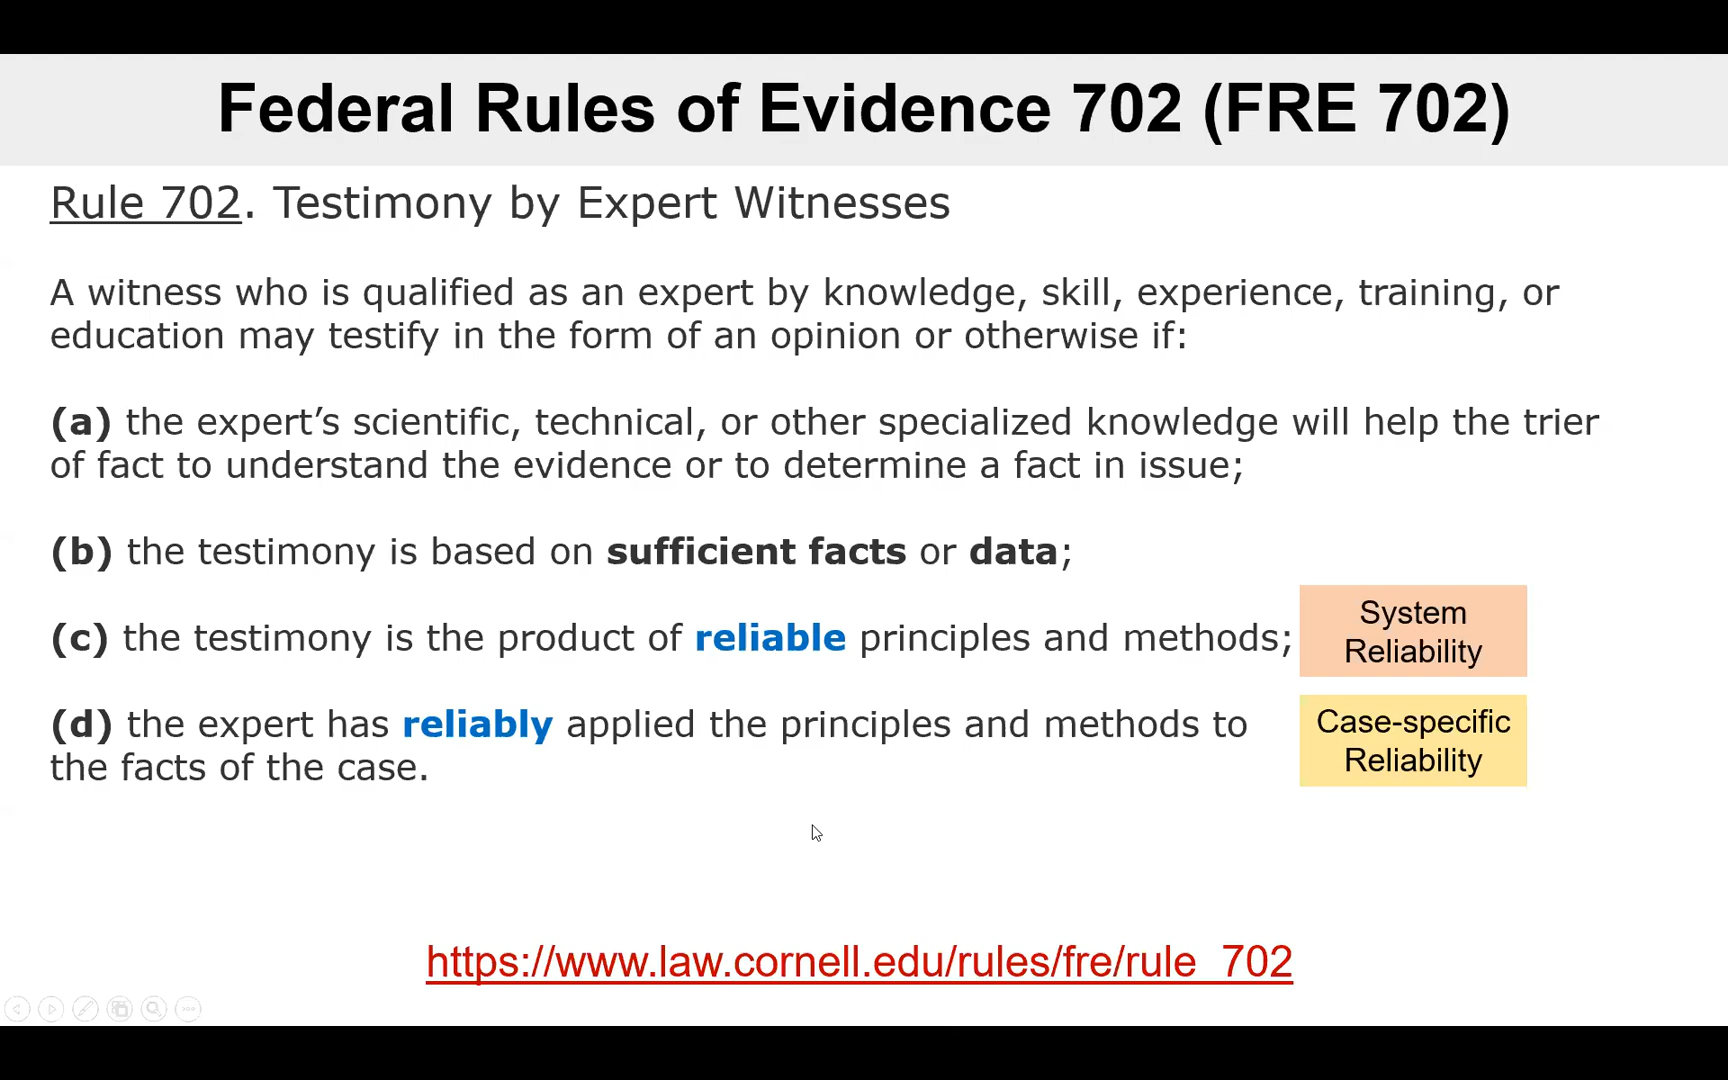 Federal Rules of Evidence 702 (FRE 702)
Rule 702. Testimony by Expert Witnesses
A witness who is qualified as an expert by knowledge, skill, experience, training, or
education may testify in the form of an opinion or otherwise if:
(a) the expert’s scientific, technical, or other specialized knowledge will help the trier
of fact to understand the evidence or to determine a fact in issue;
(b) the testimony is based on sufficient facts or data;
(c) the testimony is the product of reliable principles and methods;
System
Reliability
(d) the expert has reliably applied the principles and methods to
the facts of the case.
Case-specific
Reliability
https://www.law.cornell.edu/rules/fre/rule_702